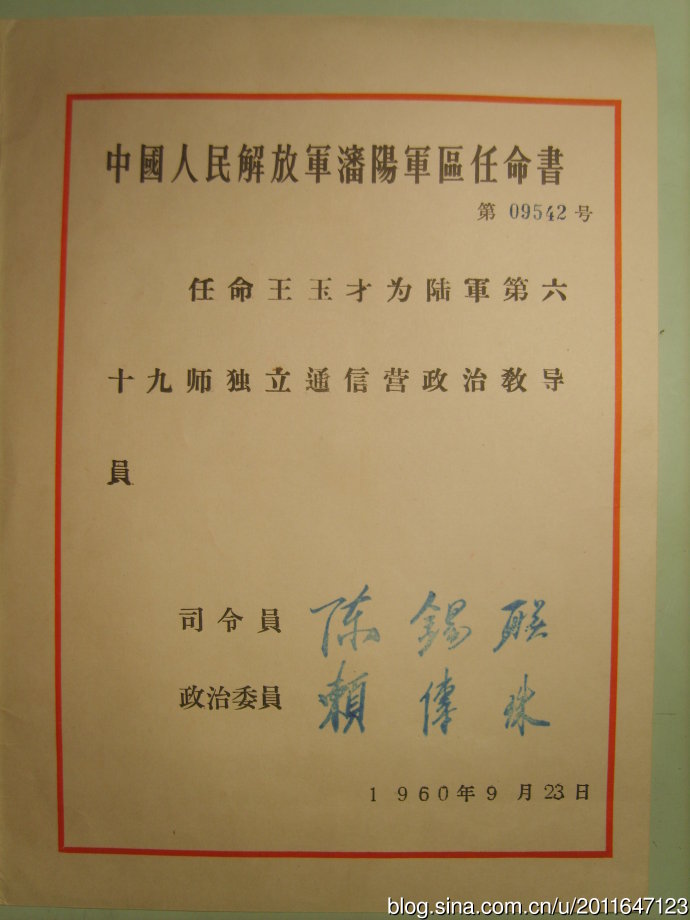 中國人民解放軍瀋陽軍區任命書
第 09542 号
任命王玉才为陆軍第六
十九师独立通信营政治教导
員
司令員 陈錫联
政治委員 賴傳珠
1960年9月23日
blog.sina.com.cn/u/2011647123